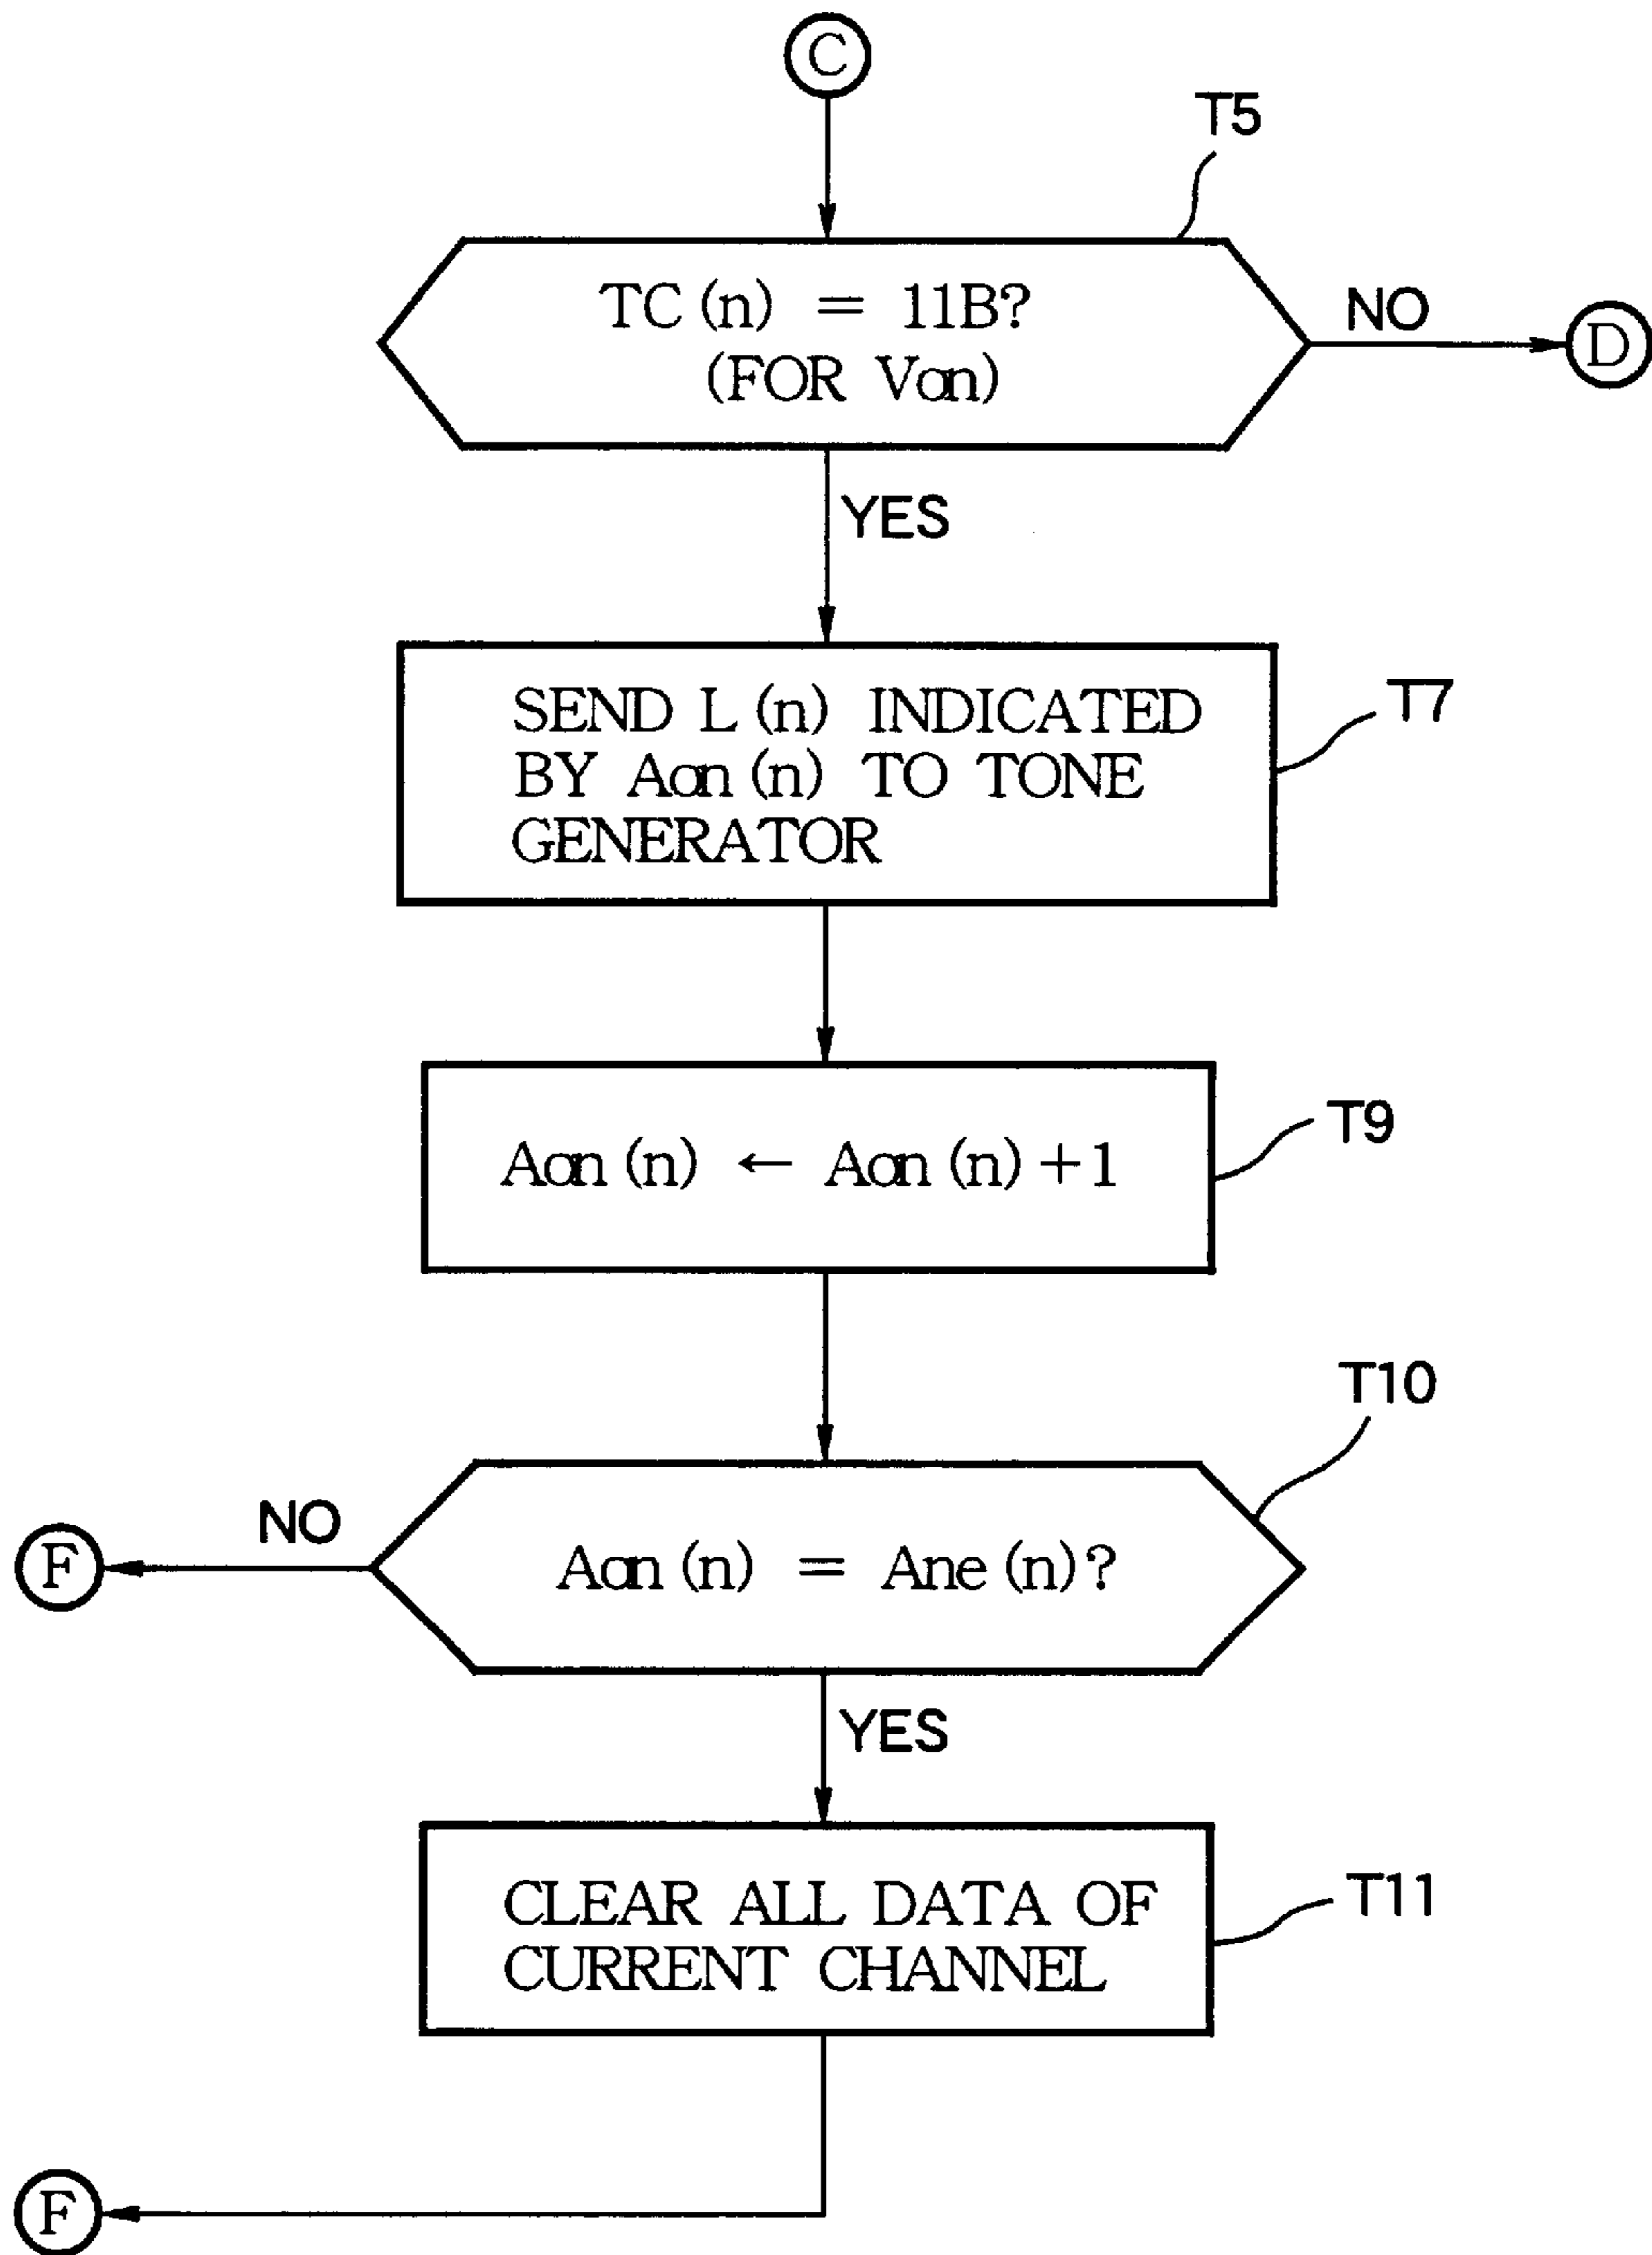 C
T5
TC(n) = 11B?
(FOR Von)
NO
D
YES
SEND L(n) INDICATED
BY Aon(n) TO TONE
GENERATOR
T7
Aon(n) ← Aon(n)+1
T9
T10
NO
F
Aon(n) = Ane(n)?
YES
CLEAR ALL DATA OF
CURRENT CHANNEL
T11
F